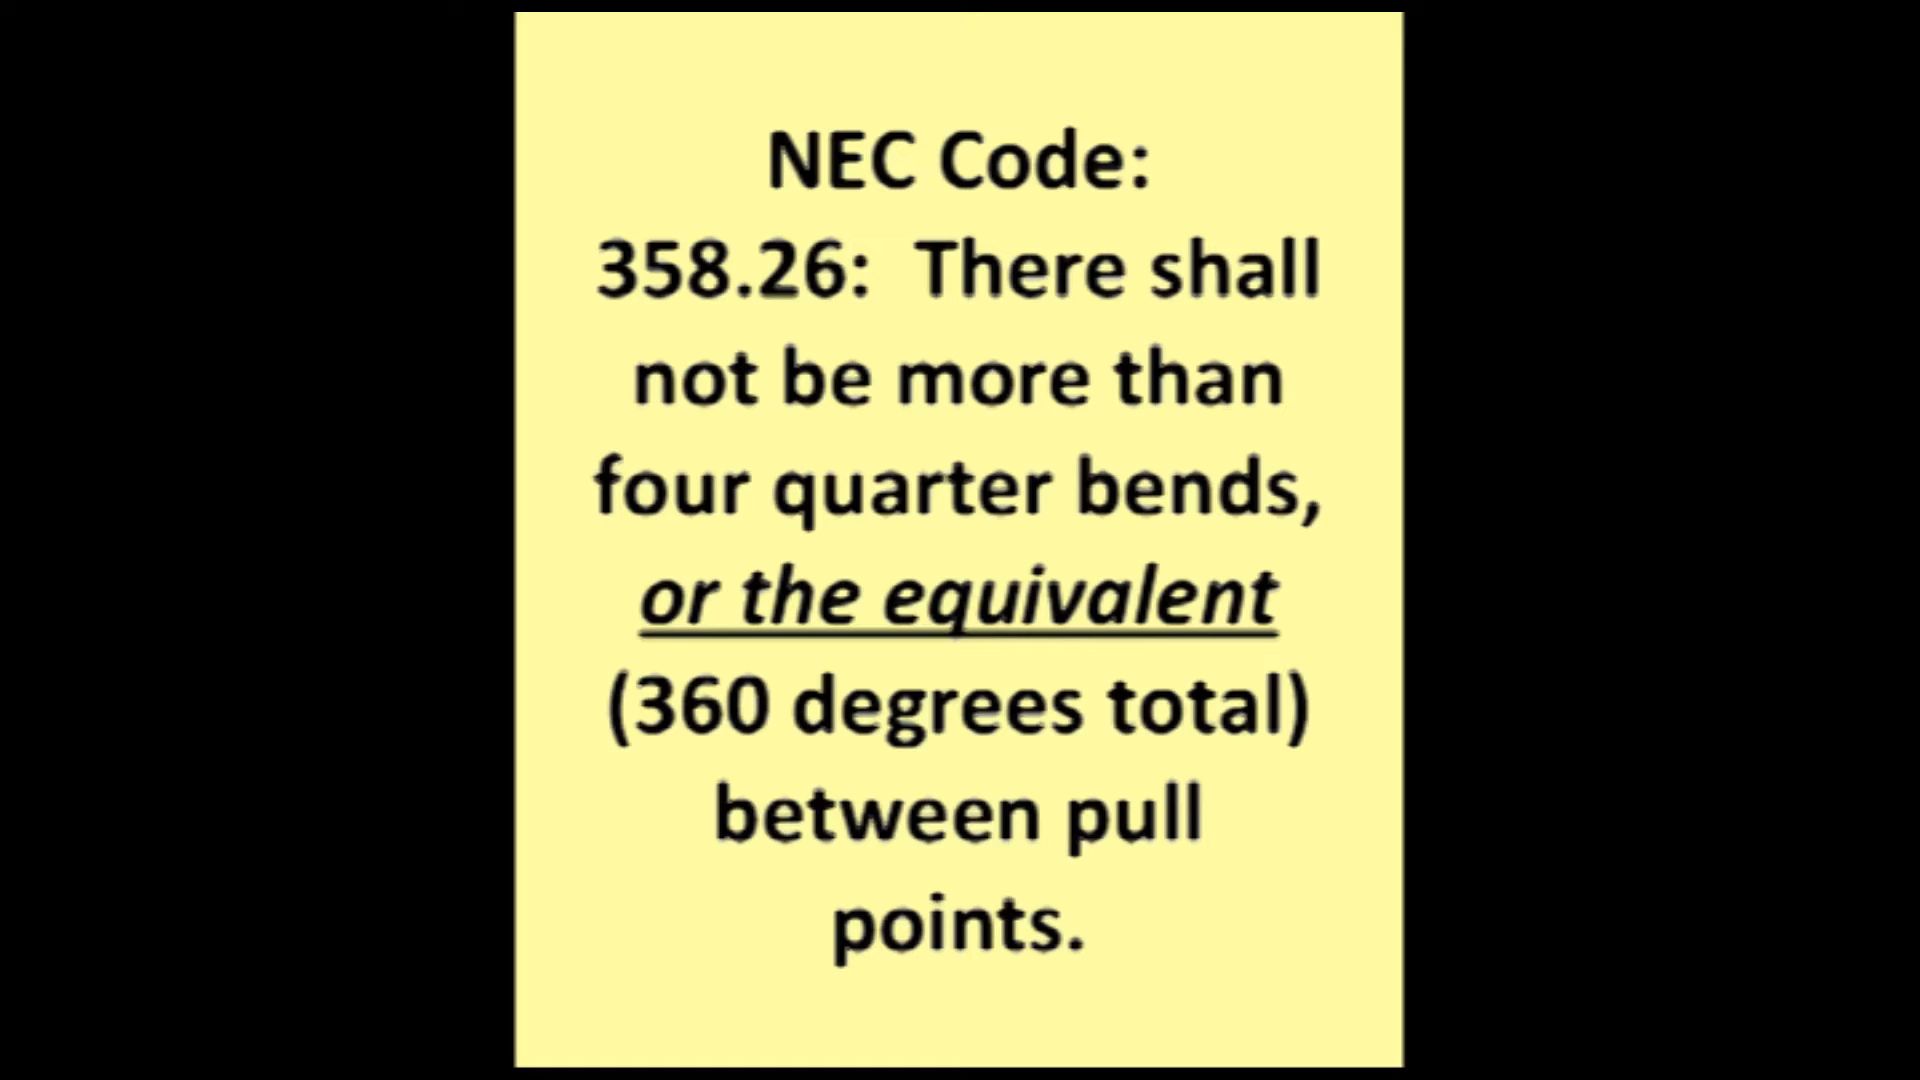 NEC Code:
358.26: There shall
not be more than
four quarter bends,
or the equivalent
(360 degrees total)
between pull
points.